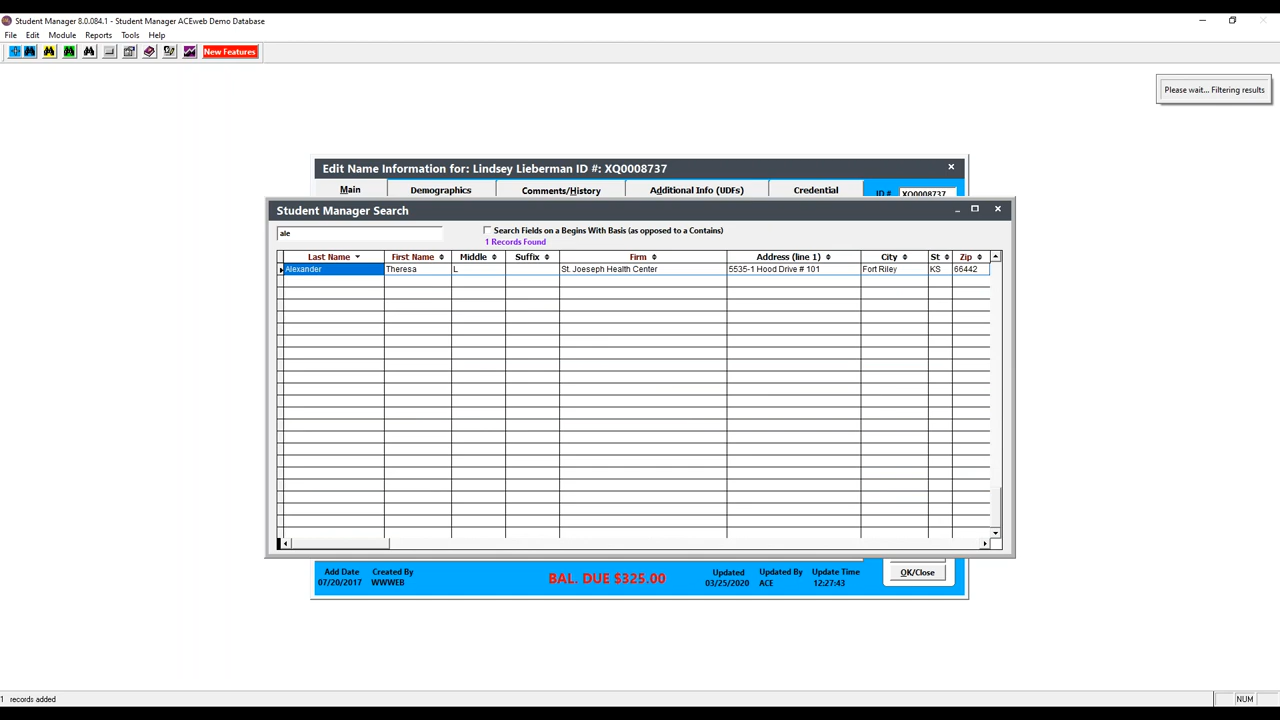 Student Manager 8.0.084.1 - Student Manager ACEweb Demo Database
File Edit Module Reports Tools Help
New Features
Please wait... Filtering results
Edit Name Information for: Lindsey Lieberman ID #: XQ0008737
Main Demographics Comments/History Additional Info (UDFs) Credential
ID # XQ0008737
Student Manager Search
ale
Search Fields on a Begins With Basis (as opposed to a Contains)
1 Records Found
Last Name First Name Middle Suffix Firm Address (line 1) City St Zip
Alexander Theresa L St. Joeseph Health Center 5535-1 Hood Drive # 101 Fort Riley KS 66442
Add Date Created By Updated Updated By Update Time
07/20/2017 WWWEB BAL. DUE $325.00 03/25/2020 ACE 12:27:43
OK/Close
1 records added
NUM